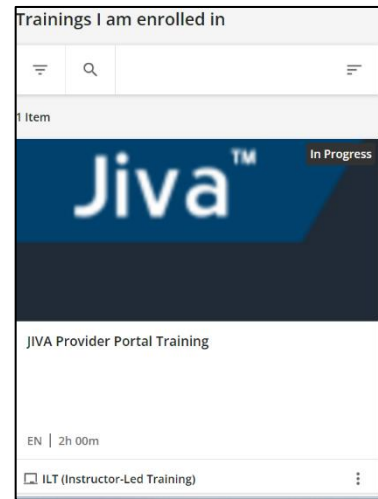 Trainings I am enrolled in
1 Item
In Progress
Jiva™
JIVA Provider Portal Training
EN | 2h 00m
ILT (Instructor-Led Training)